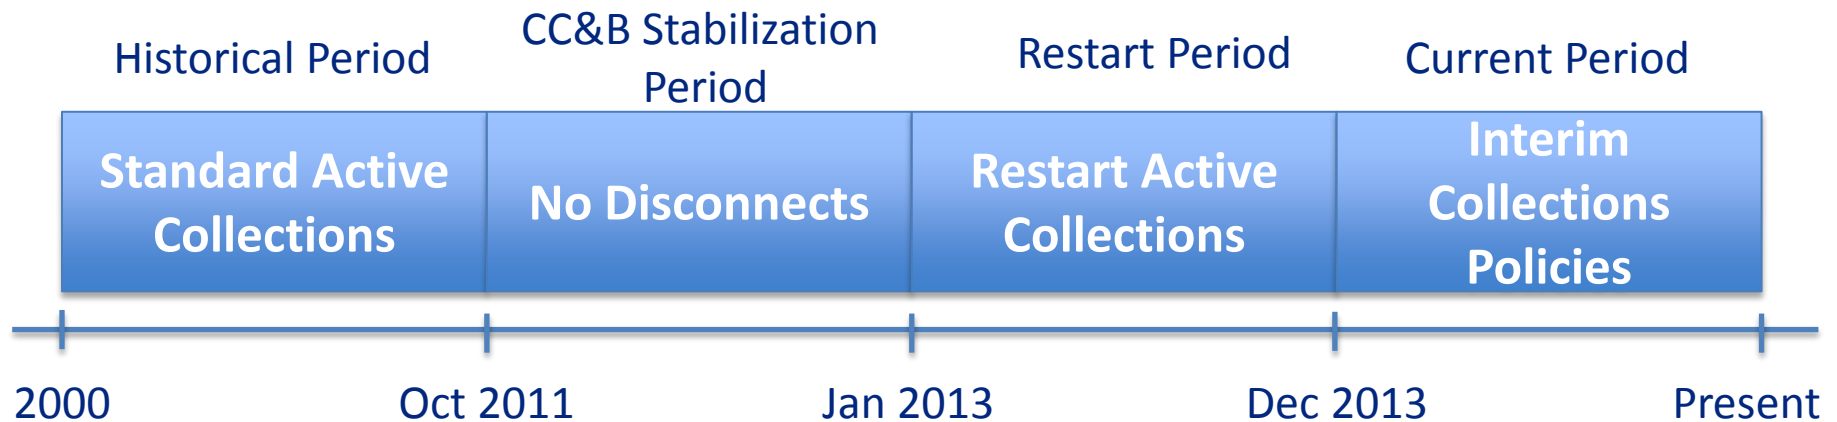 Historical Period
CC&B Stabilization
Period
Restart Period
Current Period
Standard Active
Collections
No Disconnects
Restart Active
Collections
Interim
Collections
Policies
2000
Oct 2011
Jan 2013
Dec 2013
Present